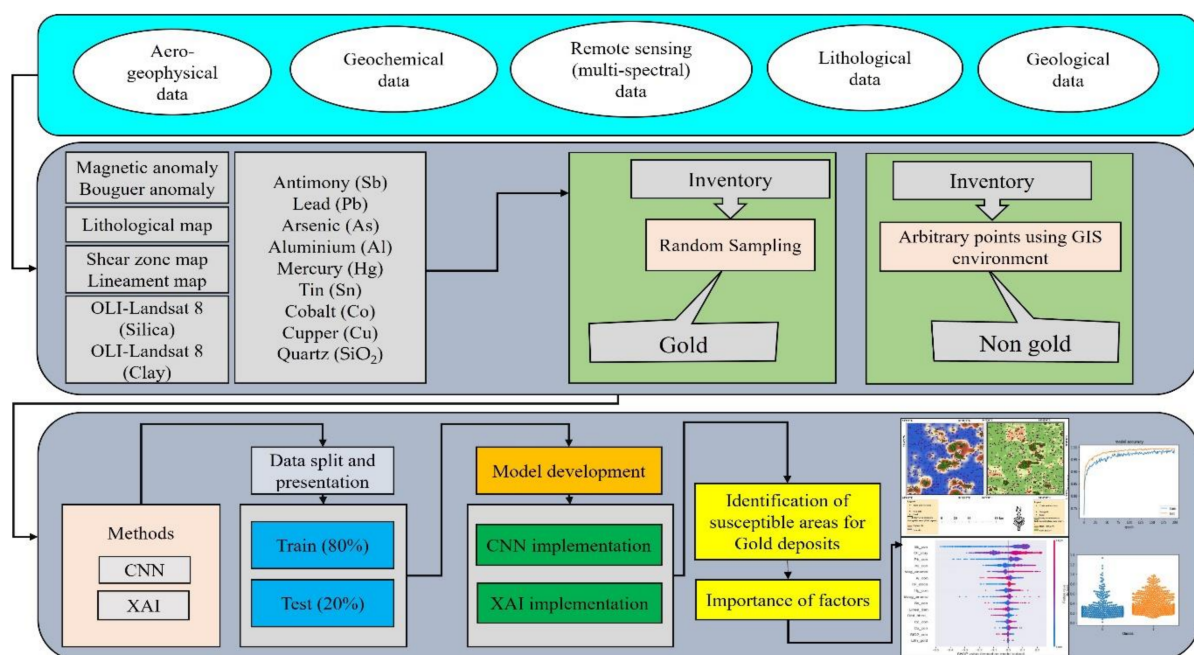 Aero-
geophysical
data
Geochemical
data
Remote sensing
(multi-spectral)
data
Lithological
data
Geological
data
Magnetic anomaly
Bouguer anomaly
Lithological map
Shear zone map
Lineament map
OLI-Landsat 8
(Silica)
OLI-Landsat 8
(Clay)
Antimony (Sb)
Lead (Pb)
Arsenic (As)
Aluminium (Al)
Mercury (Hg)
Tin (Sn)
Cobalt (Co)
Cupper (Cu)
Quartz (SiO₂)
Inventory
Random Sampling
Gold
Inventory
Arbitrary points using GIS
environment
Non gold
Methods
CNN
XAI
Data split and
presentation
Train (80%)
Test (20%)
Model development
CNN implementation
XAI implementation
Identification of
susceptible areas for
Gold deposits
Importance of factors
model accuracy